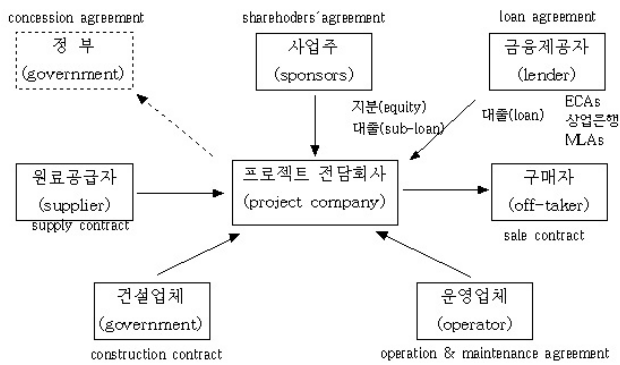 concession agreement
shareholders´agreement
loan agreement
정 부
(government)
사업주
(sponsors)
금융제공자
(lender)
지분(equity)
대출(sub-loan)
대출(loan)
ECAs
상업은행
MLAs
원료공급자
(supplier)
supply contract
프로젝트 전담회사
(project company)
구매자
(off-taker)
sale contract
건설업체
(government)
construction contract
운영업체
(operator)
operation & maintenance agreement